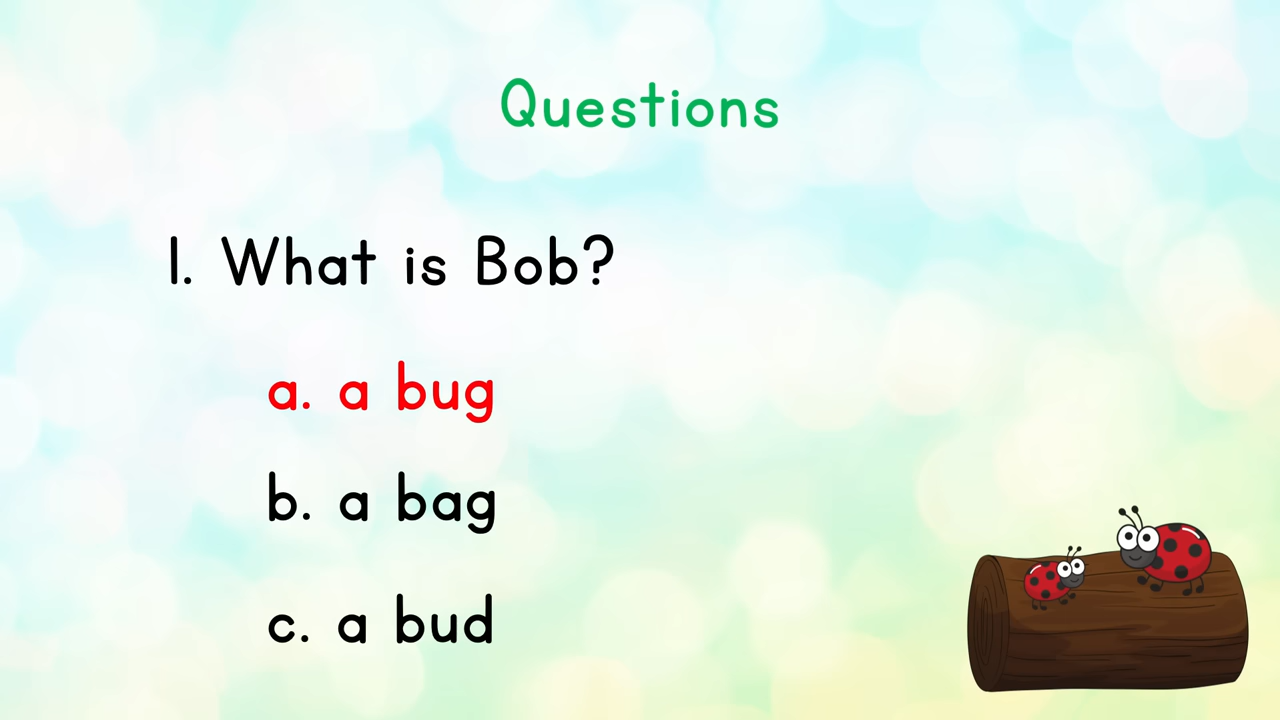 Questions
1. What is Bob?
a. a bug
b. a bag
c. a bud